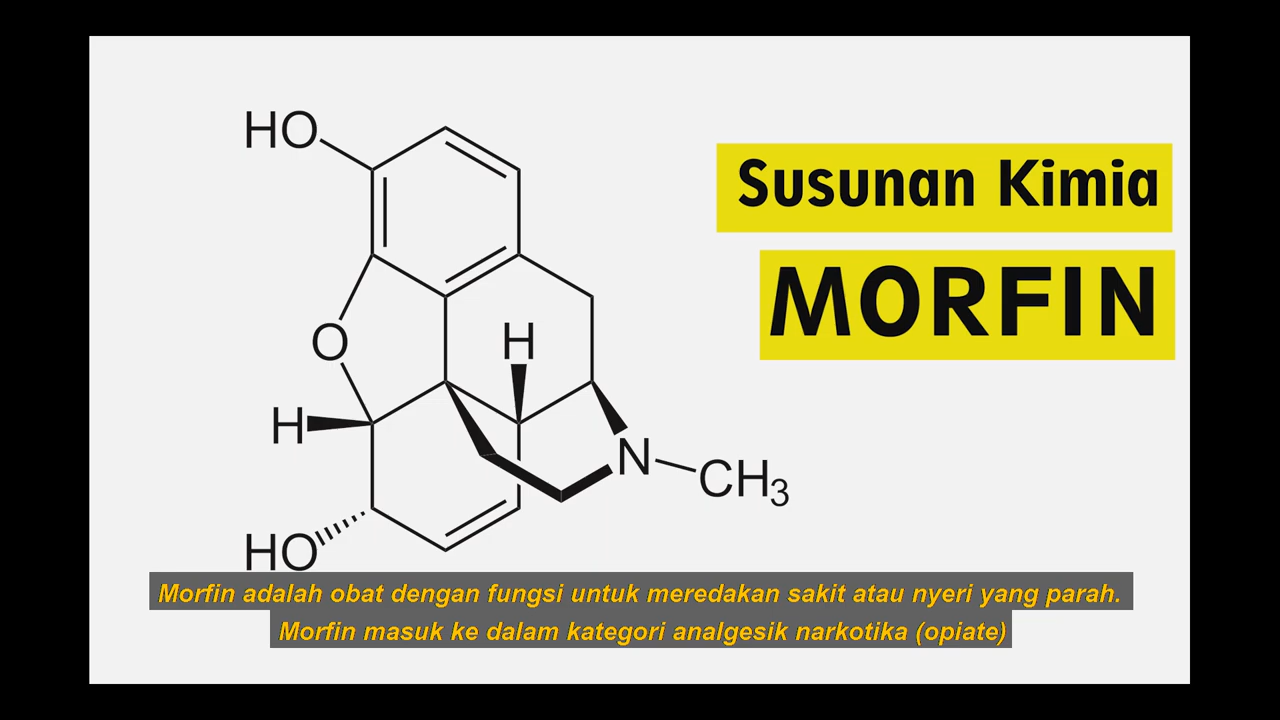 HO
Susunan Kimia
MORFIN
H
O
H
N
CH3
HO
Morfin adalah obat dengan fungsi untuk meredakan sakit atau nyeri yang parah.
Morfin masuk ke dalam kategori analgesik narkotika (opiate)